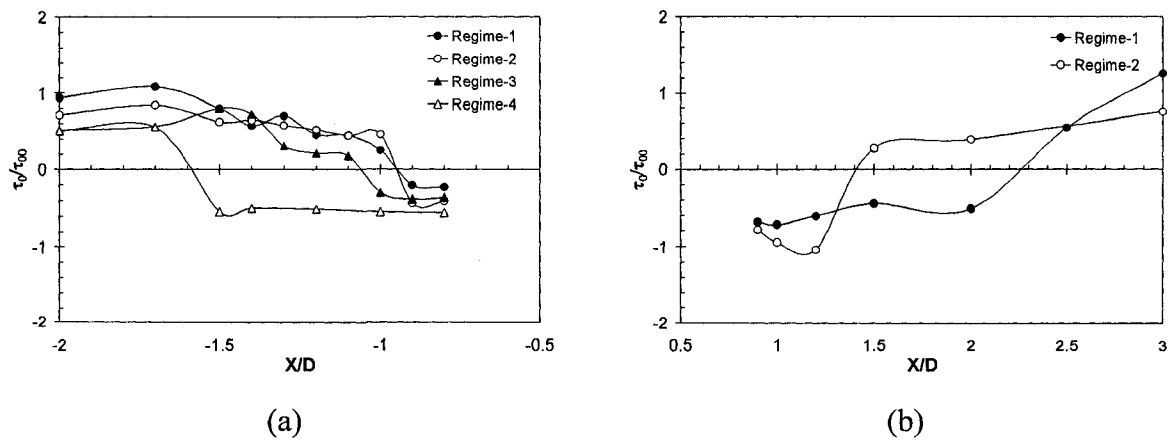 2
1
0
-1
-2
τ₀/τ₀₀
-2
-1.5
-1
-0.5
X/D
Regime-1
Regime-2
Regime-3
Regime-4
(a)
2
1
0
-1
-2
τ₀/τ₀₀
0.5
1
1.5
2
2.5
3
X/D
Regime-1
Regime-2
(b)